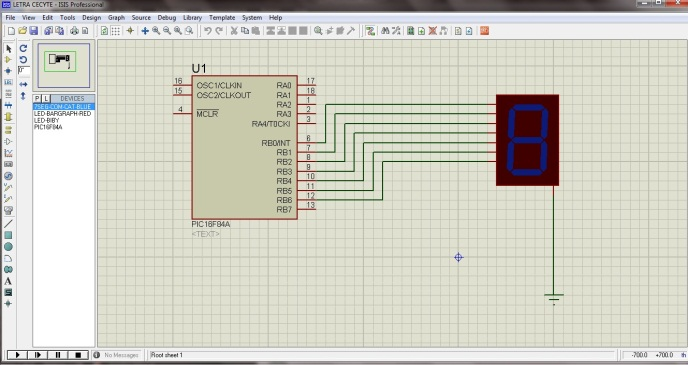 LETRA CECYTE - ISIS Professional
File View Edit Tools Design Graph Source Debug Library Template System Help
0°
P L DEVICES
7SEG-COM-CAT-BLUE
LED-BARGRAPH-RED
LED-BIBY
PIC16F84A
U1
16 OSC1/CLKIN RA0 17
15 OSC2/CLKOUT RA1 18
RA2 1
4 MCLR RA3 2
RA4/T0CKI 3
RB0/INT 6
RB1 7
RB2 8
RB3 9
RB4 10
RB5 11
RB6 12
RB7 13
PIC16F84A
<TEXT>
No Messages Root sheet 1 -700.0 +700.0 th